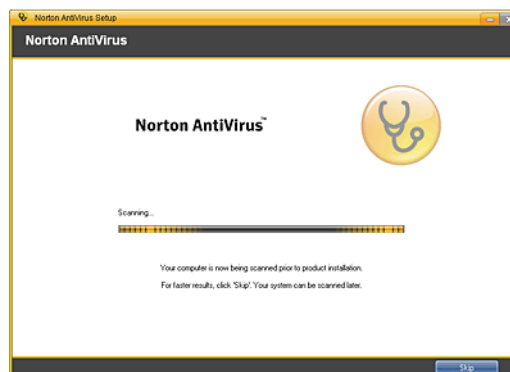 Norton AntiVirus Setup
Norton AntiVirus
Norton AntiVirus™
Scanning...
Your computer is now being scanned prior to product installation.
For faster results, click 'Skip'. Your system can be scanned later.
Skip